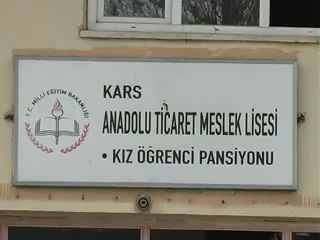 T.C. MİLLİ EĞİTİM BAKANLIĞI
KARS
ANADOLU TİCARET MESLEK LİSESİ
• KIZ ÖĞRENCİ PANSİYONU